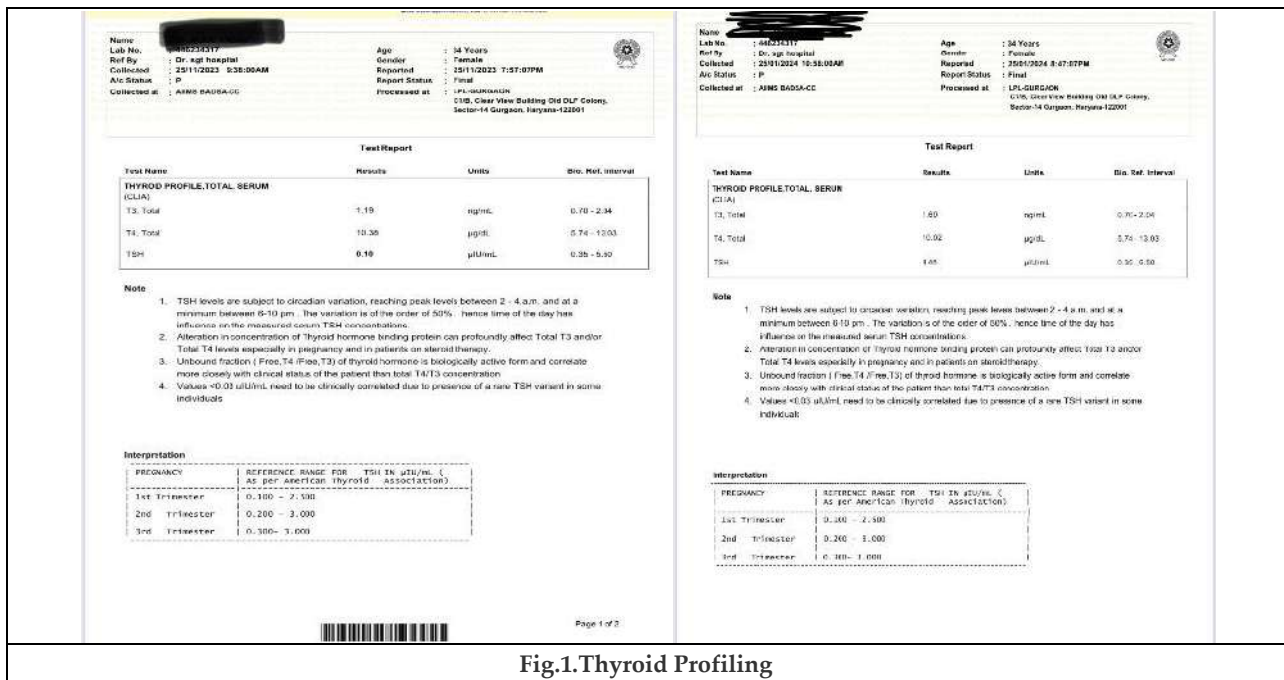 Name
Lab No. : 446234317
Ref By : Dr. sgt hospital
Collected : 25/11/2023 9:38:00AM
A/c Status : P
Collected at : AIIMS BADSA-CC
Age : 34 Years
Gender : Female
Reported : 25/11/2023 7:57:07PM
Report Status : Final
Processed at : LPL-GURGAON
C1/B, Clear View Building Old DLF Colony,
Sector-14 Gurgaon, Haryana-122001
Test Report
Test Name Results Units Bio. Ref. Interval
THYROID PROFILE,TOTAL, SERUM
(CLIA)
T3, Total 1.19 ng/mL 0.70 - 2.04
T4, Total 10.38 µg/dL 5.74 - 13.03
TSH 0.10 µIU/mL 0.35 - 5.50
Note
1. TSH levels are subject to circadian variation, reaching peak levels between 2 - 4.a.m. and at a
minimum between 6-10 pm . The variation is of the order of 50% . hence time of the day has
influence on the measured serum TSH concentrations.
2. Alteration in concentration of Thyroid hormone binding protein can profoundly affect Total T3 and/or
Total T4 levels especially in pregnancy and in patients on steroid therapy.
3. Unbound fraction ( Free,T4 /Free,T3) of thyroid hormone is biologically active form and correlate
more closely with clinical status of the patient than total T4/T3 concentration
4. Values <0.03 uIU/mL need to be clinically correlated due to presence of a rare TSH variant in some
individuals
Interpretation
PREGNANCY REFERENCE RANGE FOR TSH IN µIU/mL (
As per American Thyroid Association)
1st Trimester 0.100 - 2.500
2nd Trimester 0.200 - 3.000
3rd Trimester 0.300- 3.000
Page 1 of 2
Name
Lab No. : 446234317
Ref By : Dr. sgt hospital
Collected : 25/01/2024 10:58:00AM
A/c Status : P
Collected at : AIIMS BADSA-CC
Age : 34 Years
Gender : Female
Reported : 25/01/2024 8:47:07PM
Report Status : Final
Processed at : LPL-GURGAON
C1/B, Clear View Building Old DLF Colony,
Sector-14 Gurgaon, Haryana-122001
Test Report
Test Name Results Units Bio. Ref. Interval
THYROID PROFILE,TOTAL, SERUM
(CLIA)
T3, Total 1.60 ng/mL 0.70 - 2.04
T4, Total 10.02 µg/dL 5.74 - 13.03
TSH µIU/mL 0.35 - 5.50
Note
1. TSH levels are subject to circadian variation, reaching peak levels between 2 - 4 a.m. and at a
minimum between 6-10 pm . The variation is of the order of 50% . hence time of the day has
influence on the measured serum TSH concentrations.
2. Alteration in concentration of Thyroid hormone binding protein can profoundly affect Total T3 and/or
Total T4 levels especially in pregnancy and in patients on steroid therapy.
3. Unbound fraction ( Free,T4 /Free,T3) of thyroid hormone is biologically active form and correlate
more closely with clinical status of the patient than total T4/T3 concentration
4. Values <0.03 uIU/mL need to be clinically correlated due to presence of a rare TSH variant in some
individuals
Interpretation
PREGNANCY REFERENCE RANGE FOR TSH IN µIU/mL (
As per American Thyroid Association)
1st Trimester 0.100 - 2.500
2nd Trimester 0.200 - 3.000
3rd Trimester 0.300- 3.000
Fig.1.Thyroid Profiling